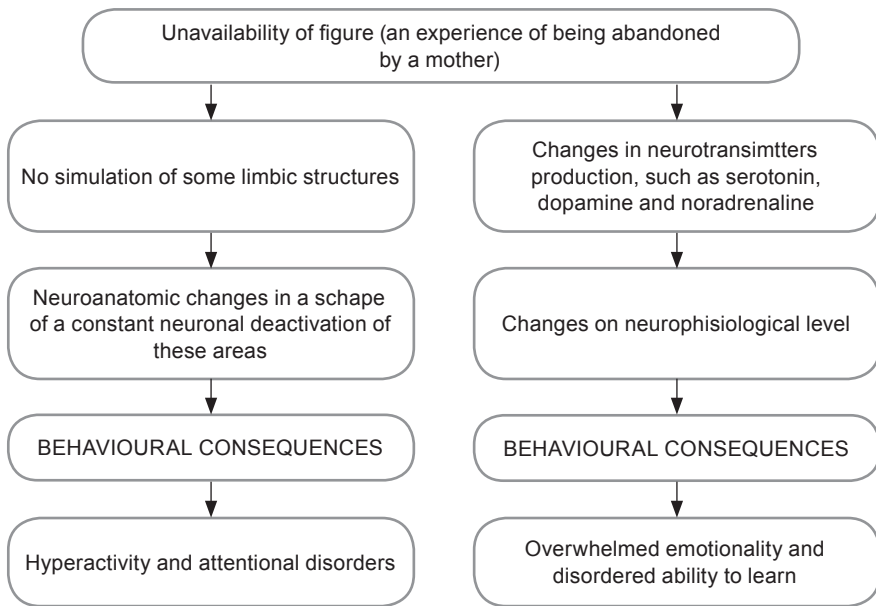 Unavailability of figure (an experience of being abandoned
by a mother)
No simulation of some limbic structures
Changes in neurotransimtters
production, such as serotonin,
dopamine and noradrenaline
Neuroanatomic changes in a schape
of a constant neuronal deactivation of
these areas
Changes on neurophisiological level
BEHAVIOURAL CONSEQUENCES
BEHAVIOURAL CONSEQUENCES
Hyperactivity and attentional disorders
Overwhelmed emotionality and
disordered ability to learn